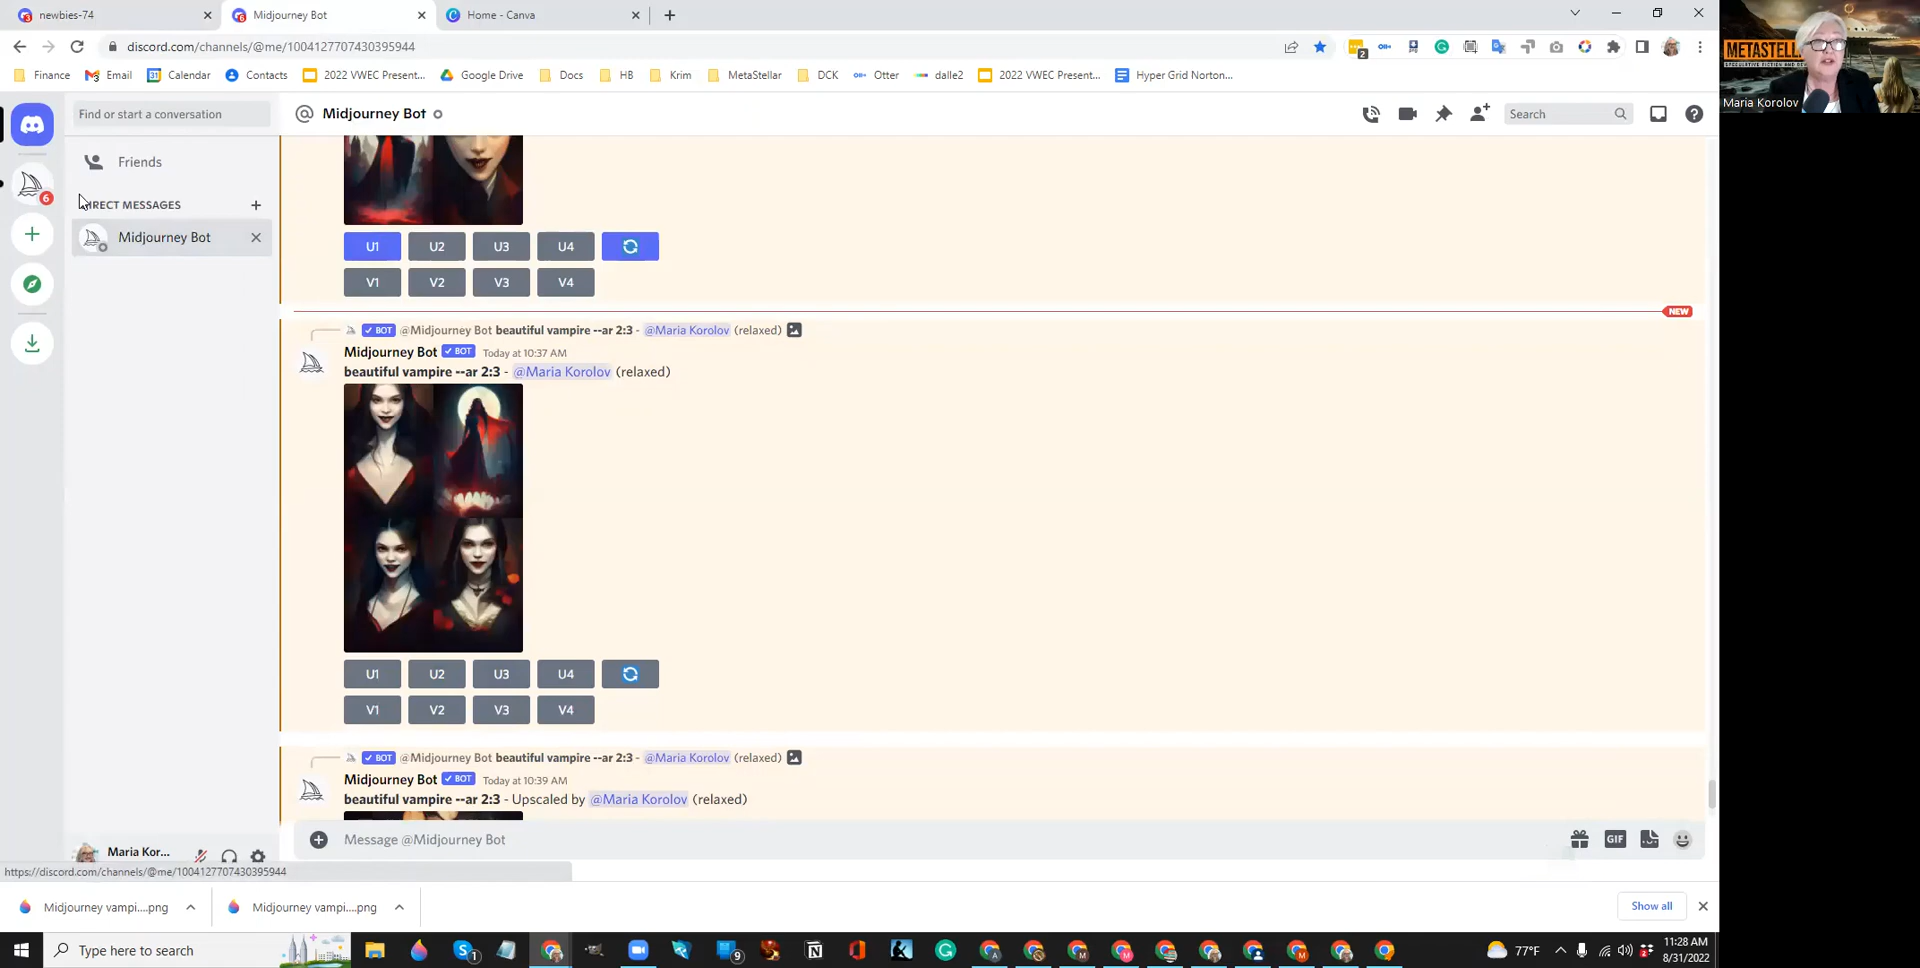 newbies-74
Midjourney Bot
Home - Canva
discord.com/channels/@me/1004127707430395944
Finance
Email
Calendar
Contacts
2022 VWEC Present...
Google Drive
Docs
HB
Krim
MetaStellar
DCK
Otter
dalle2
2022 VWEC Present...
Hyper Grid Norton...
METASTELL
Maria Korolov
Find or start a conversation
Midjourney Bot
Search
Friends
DIRECT MESSAGES
Midjourney Bot
6
U1 U2 U3 U4
V1 V2 V3 V4
NEW
BOT @Midjourney Bot beautiful vampire --ar 2:3 - @Maria Korolov (relaxed)
Midjourney Bot BOT Today at 10:37 AM
beautiful vampire --ar 2:3 - @Maria Korolov (relaxed)
U1 U2 U3 U4
V1 V2 V3 V4
BOT @Midjourney Bot beautiful vampire --ar 2:3 - @Maria Korolov (relaxed)
Midjourney Bot BOT Today at 10:39 AM
beautiful vampire --ar 2:3 - Upscaled by @Maria Korolov (relaxed)
Message @Midjourney Bot
GIF
Maria Kor...
https://discord.com/channels/@me/1004127707430395944
Midjourney vampi....png
Midjourney vampi....png
Show all
Type here to search
77°F
11:28 AM
8/31/2022